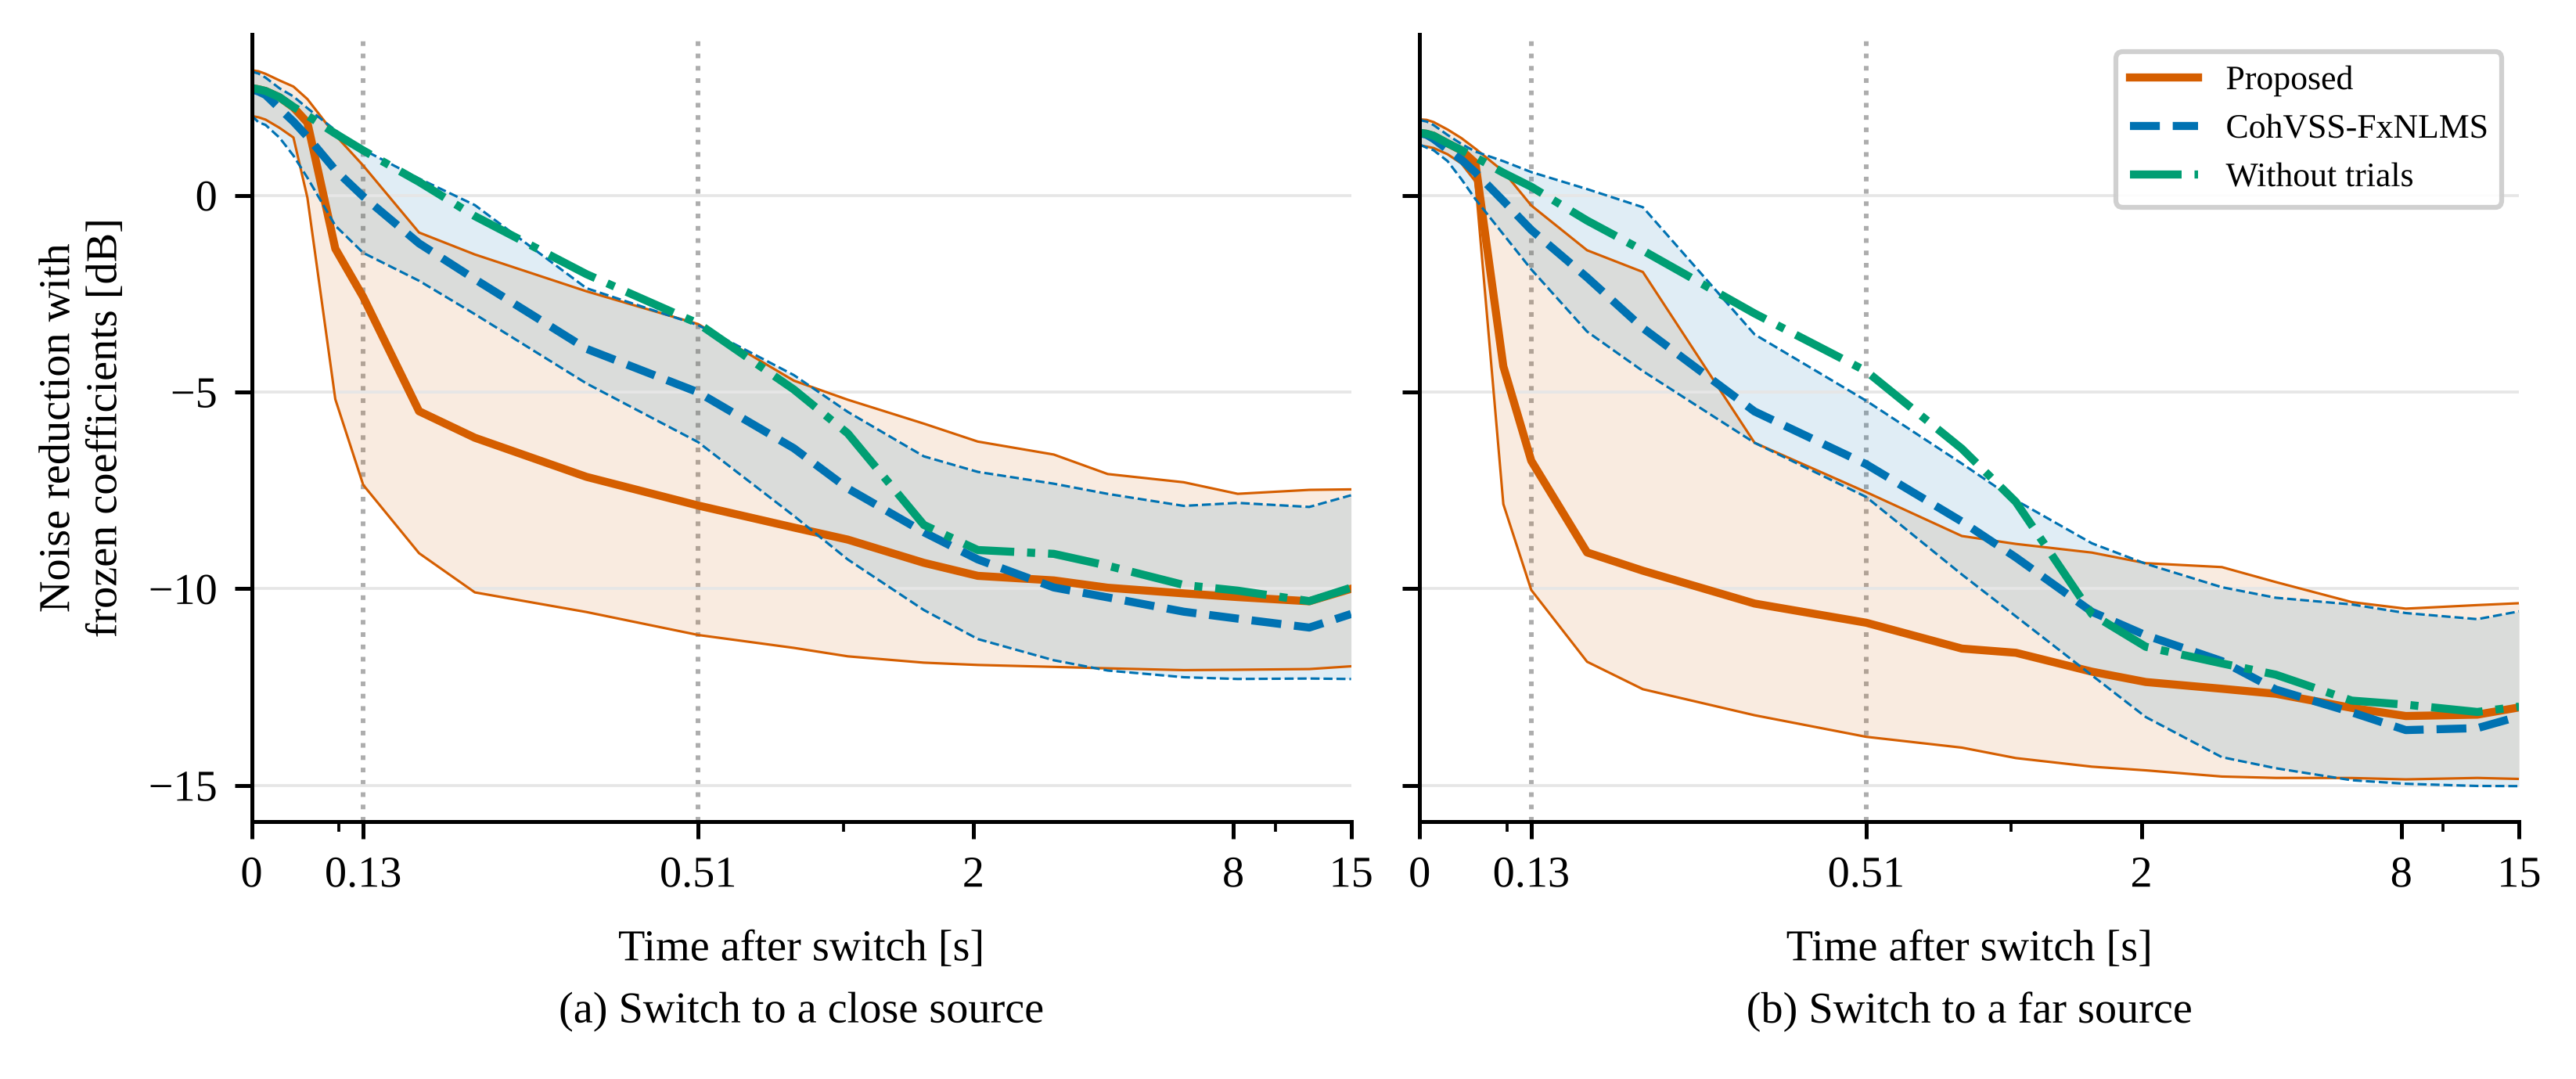 Noise reduction with
frozen coefficients [dB]
0
−5
−10
−15
0 0.13 0.51 2 8 15
Time after switch [s]
(a) Switch to a close source
Proposed
CohVSS-FxNLMS
Without trials
0 0.13 0.51 2 8 15
Time after switch [s]
(b) Switch to a far source